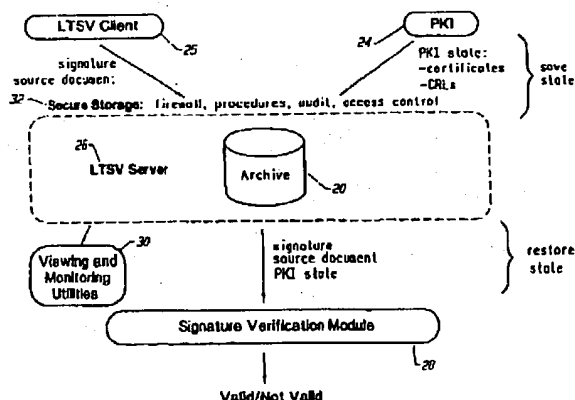 LTSV Client
25
PKI
24
signature
source document;
PKI state:
-certificates
-CRLs
save
state
32
Secure Storage: firewall, procedures, audit, access control
26
LTSV Server
Archive
20
Viewing and
Monitoring
Utilities
30
signature
source document
PKI state
restore
state
Signature Verification Module
28
Valid/Not Valid